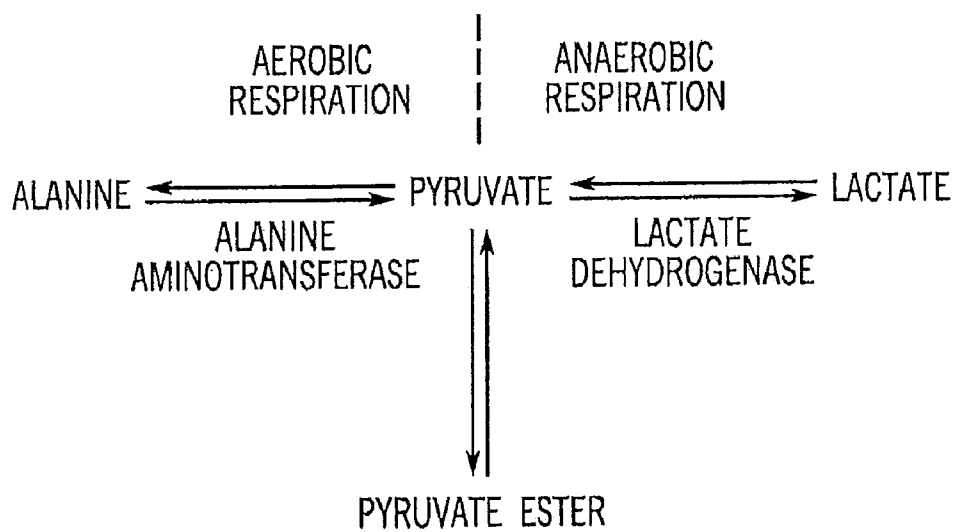 AEROBIC
RESPIRATION
ANAEROBIC
RESPIRATION
ALANINE
PYRUVATE
LACTATE
ALANINE
AMINOTRANSFERASE
LACTATE
DEHYDROGENASE
PYRUVATE ESTER